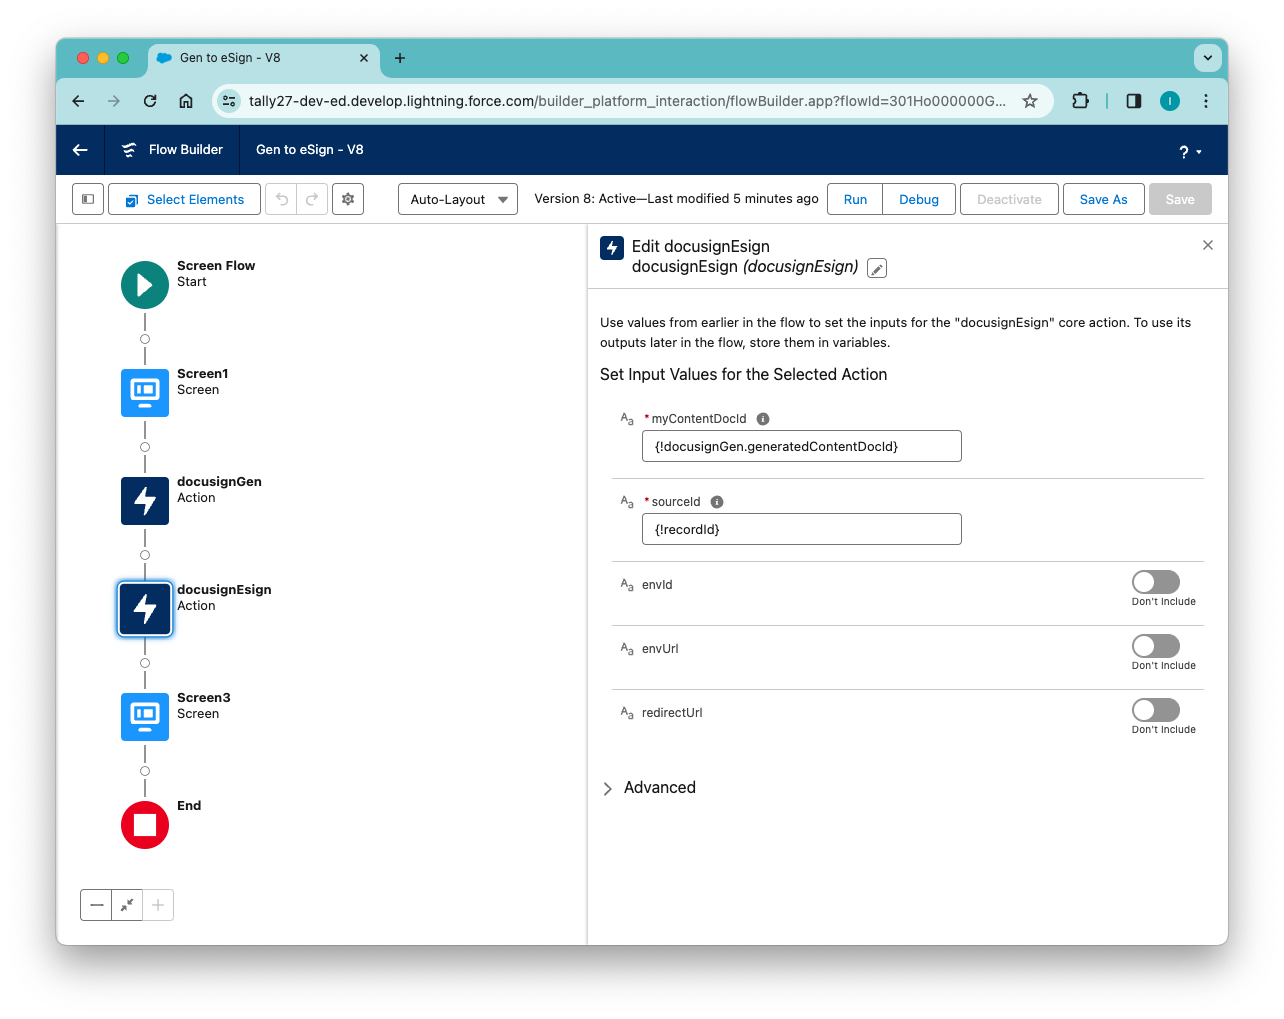 Gen to eSign - V8
tally27-dev-ed.develop.lightning.force.com/builder_platform_interaction/flowBuilder.app?flowId=301Ho000000G...
I
Flow Builder
Gen to eSign - V8
?
Select Elements
Auto-Layout
Version 8: Active—Last modified 5 minutes ago
Run
Debug
Deactivate
Save As
Save
Screen Flow
Start
Screen1
Screen
docusignGen
Action
docusignEsign
Action
Screen3
Screen
End
Edit docusignEsign
docusignEsign (docusignEsign)
Use values from earlier in the flow to set the inputs for the "docusignEsign" core action. To use its
outputs later in the flow, store them in variables.
Set Input Values for the Selected Action
Aa *myContentDocId i
{!docusignGen.generatedContentDocId}
Aa *sourceId i
{!recordId}
Aa envId
Don't Include
Aa envUrl
Don't Include
Aa redirectUrl
Don't Include
Advanced